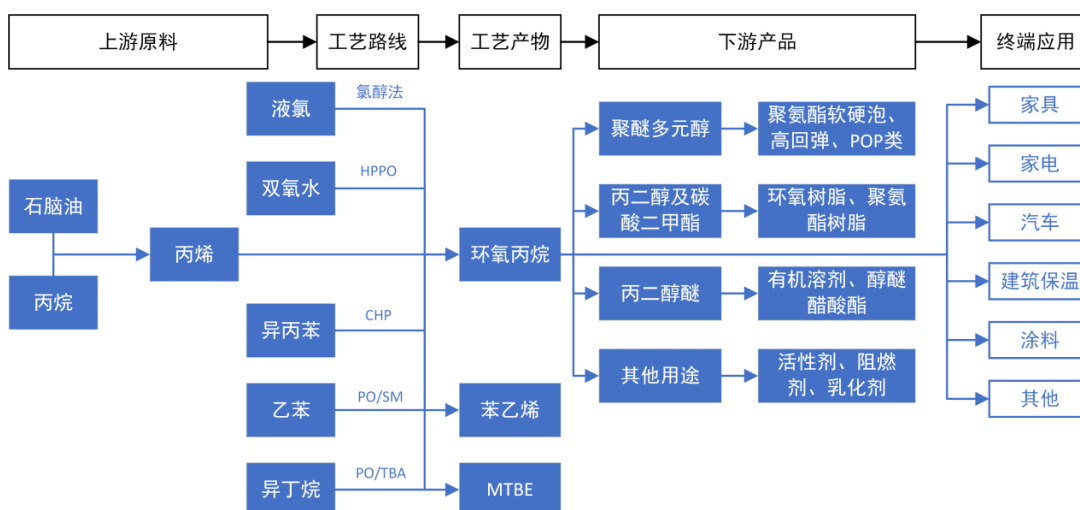 上游原料
工艺路线
工艺产物
下游产品
终端应用
液氯
氯醇法
双氧水
HPPO
石脑油
丙烷
丙烯
异丙苯
CHP
乙苯
PO/SM
异丁烷
PO/TBA
环氧丙烷
苯乙烯
MTBE
聚醚多元醇
聚氨酯软硬泡、
高回弹、POP类
丙二醇及碳
酸二甲酯
环氧树脂、聚氨
酯树脂
丙二醇醚
有机溶剂、醇醚
醋酸酯
其他用途
活性剂、阻燃
剂、乳化剂
家具
家电
汽车
建筑保温
涂料
其他